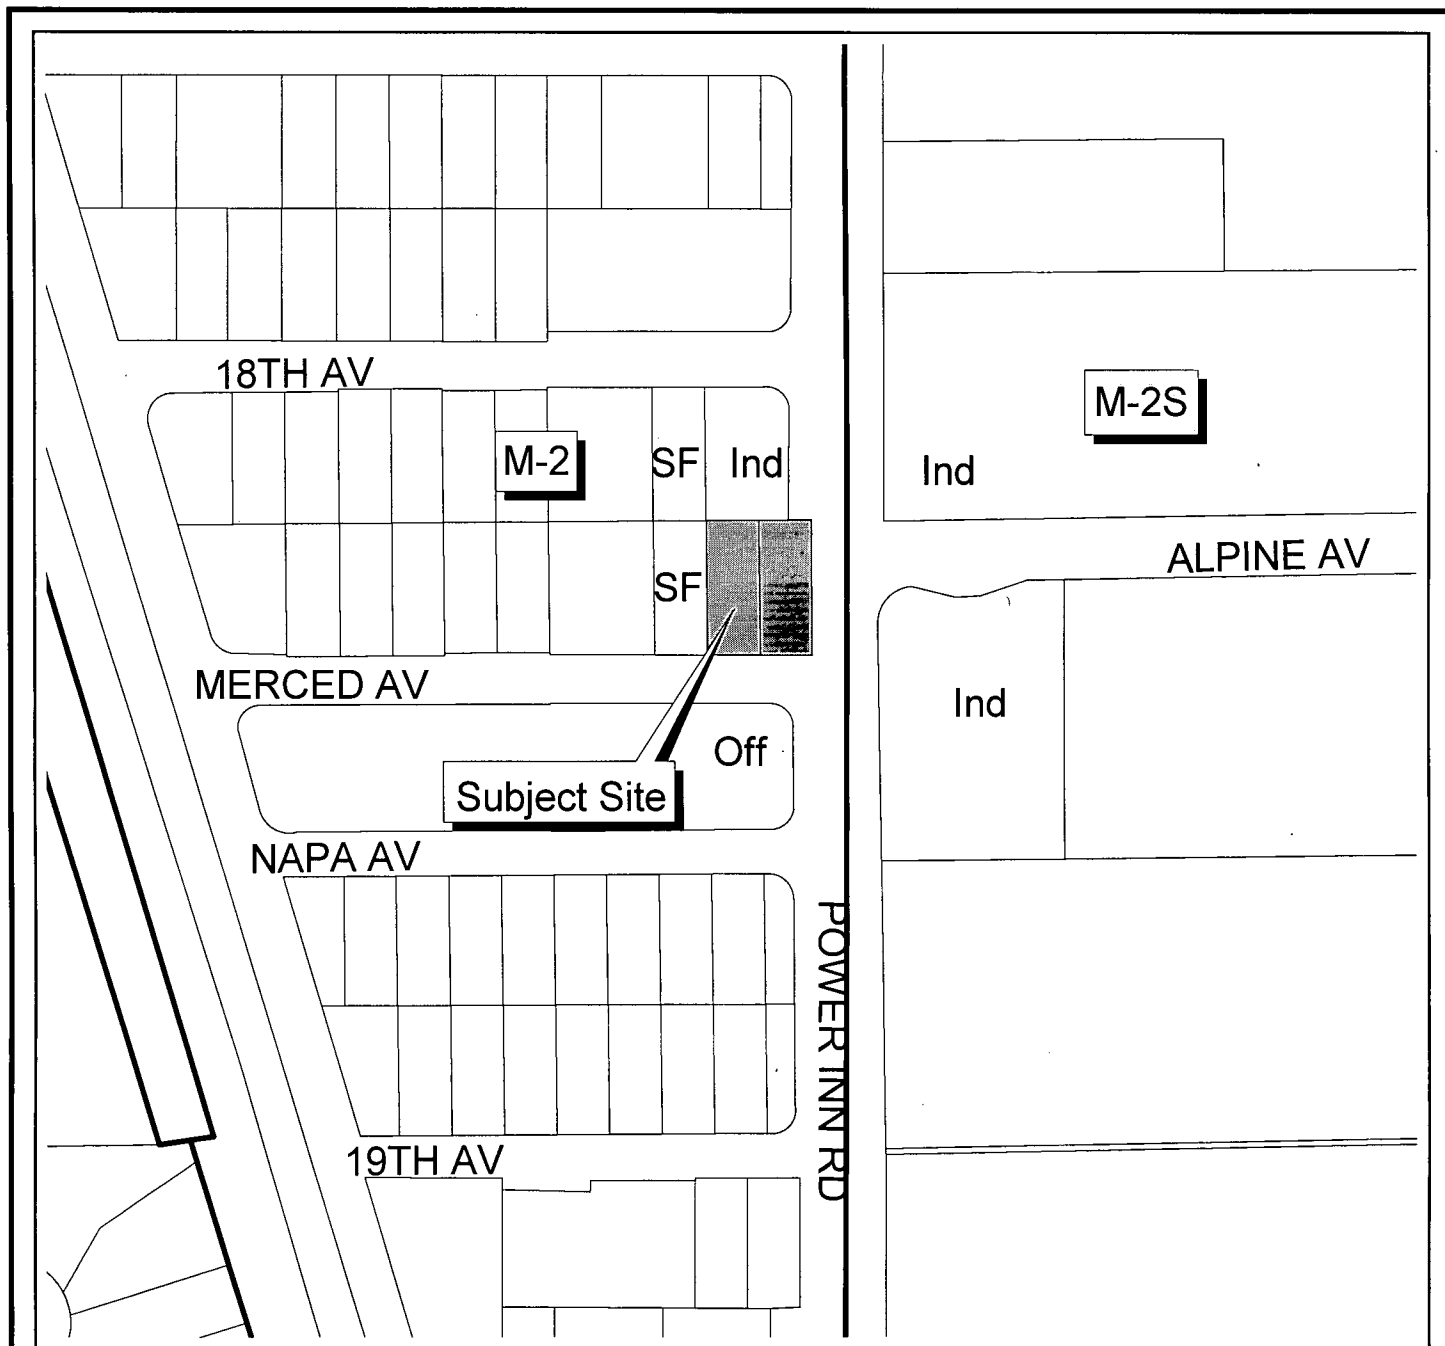 18TH AV
M-2S
M-2
SF
Ind
Ind
ALPINE AV
SF
MERCED AV
Ind
Off
Subject Site
NAPA AV
POWER INN RD
19TH AV